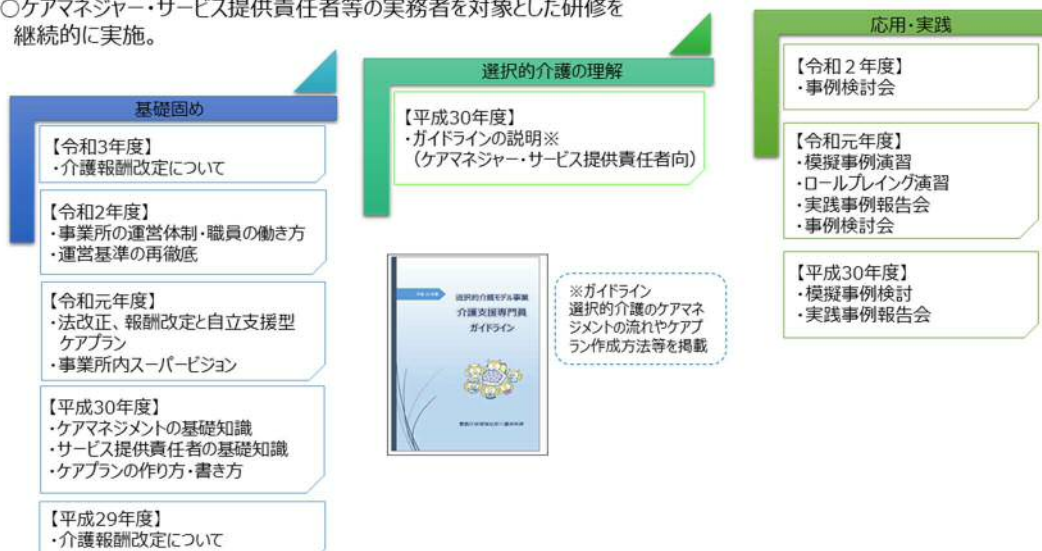 ○ケアマネジャー・サービス提供責任者等の実務者を対象とした研修を
継続的に実施。
基礎固め
【令和3年度】
・介護報酬改定について
【令和2年度】
・事業所の運営体制・職員の働き方
・運営基準の再徹底
【令和元年度】
・法改正、報酬改定と自立支援型
ケアプラン
・事業所内スーパービジョン
【平成30年度】
・ケアマネジメントの基礎知識
・サービス提供責任者の基礎知識
・ケアプランの作り方・書き方
【平成29年度】
・介護報酬改定について
選択的介護の理解
【平成30年度】
・ガイドラインの説明※
（ケアマネジャー・サービス提供責任者向）
選択的介護モデル事業
介護支援専門員
ガイドライン
※ガイドライン
選択的介護のケアマネ
ジメントの流れやケアプ
ラン作成方法等を掲載
応用・実践
【令和２年度】
・事例検討会
【令和元年度】
・模擬事例演習
・ロールプレイング演習
・実践事例報告会
・事例検討会
【平成30年度】
・模擬事例検討
・実践事例報告会